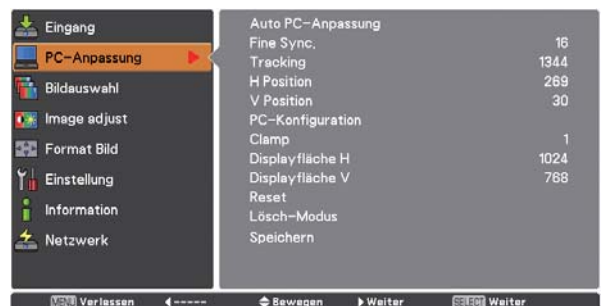 Eingang
PC-Anpassung
Bildauswahl
Image adjust
Format Bild
Einstellung
Information
Netzwerk
Auto PC-Anpassung
Fine Sync. 16
Tracking 1344
H Position 269
V Position 30
PC-Konfiguration
Clamp 1
Displayfläche H 1024
Displayfläche V 768
Reset
Lösch-Modus
Speichern
MENU Verlassen ----- Bewegen Weiter SELECT Weiter